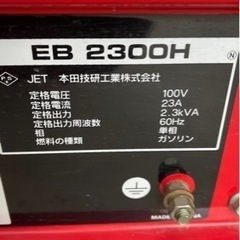 EB 2300H
N
JET 本田技研工業株式会社
定格電圧 100V
定格電流 23A
定格出力 2.3kVA
定格出力周波数 60Hz
相 単相
燃料の種類 ガソリン
MADE